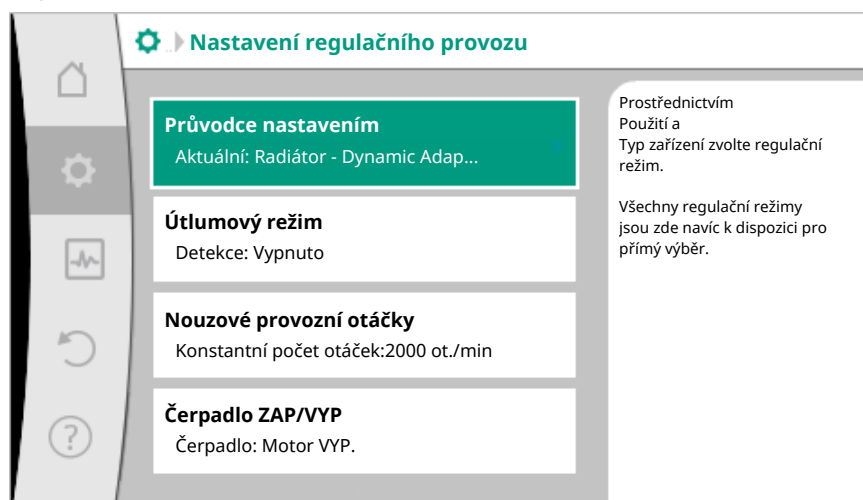 Nastavení regulačního provozu
Průvodce nastavením
Aktuální: Radiátor - Dynamic Adap...
Útlumový režim
Detekce: Vypnuto
Nouzové provozní otáčky
Konstantní počet otáček:2000 ot./min
Čerpadlo ZAP/VYP
Čerpadlo: Motor VYP.
Prostřednictvím
Použití a
Typ zařízení zvolte regulační
režim.
Všechny regulační režimy
jsou zde navíc k dispozici pro
přímý výběr.